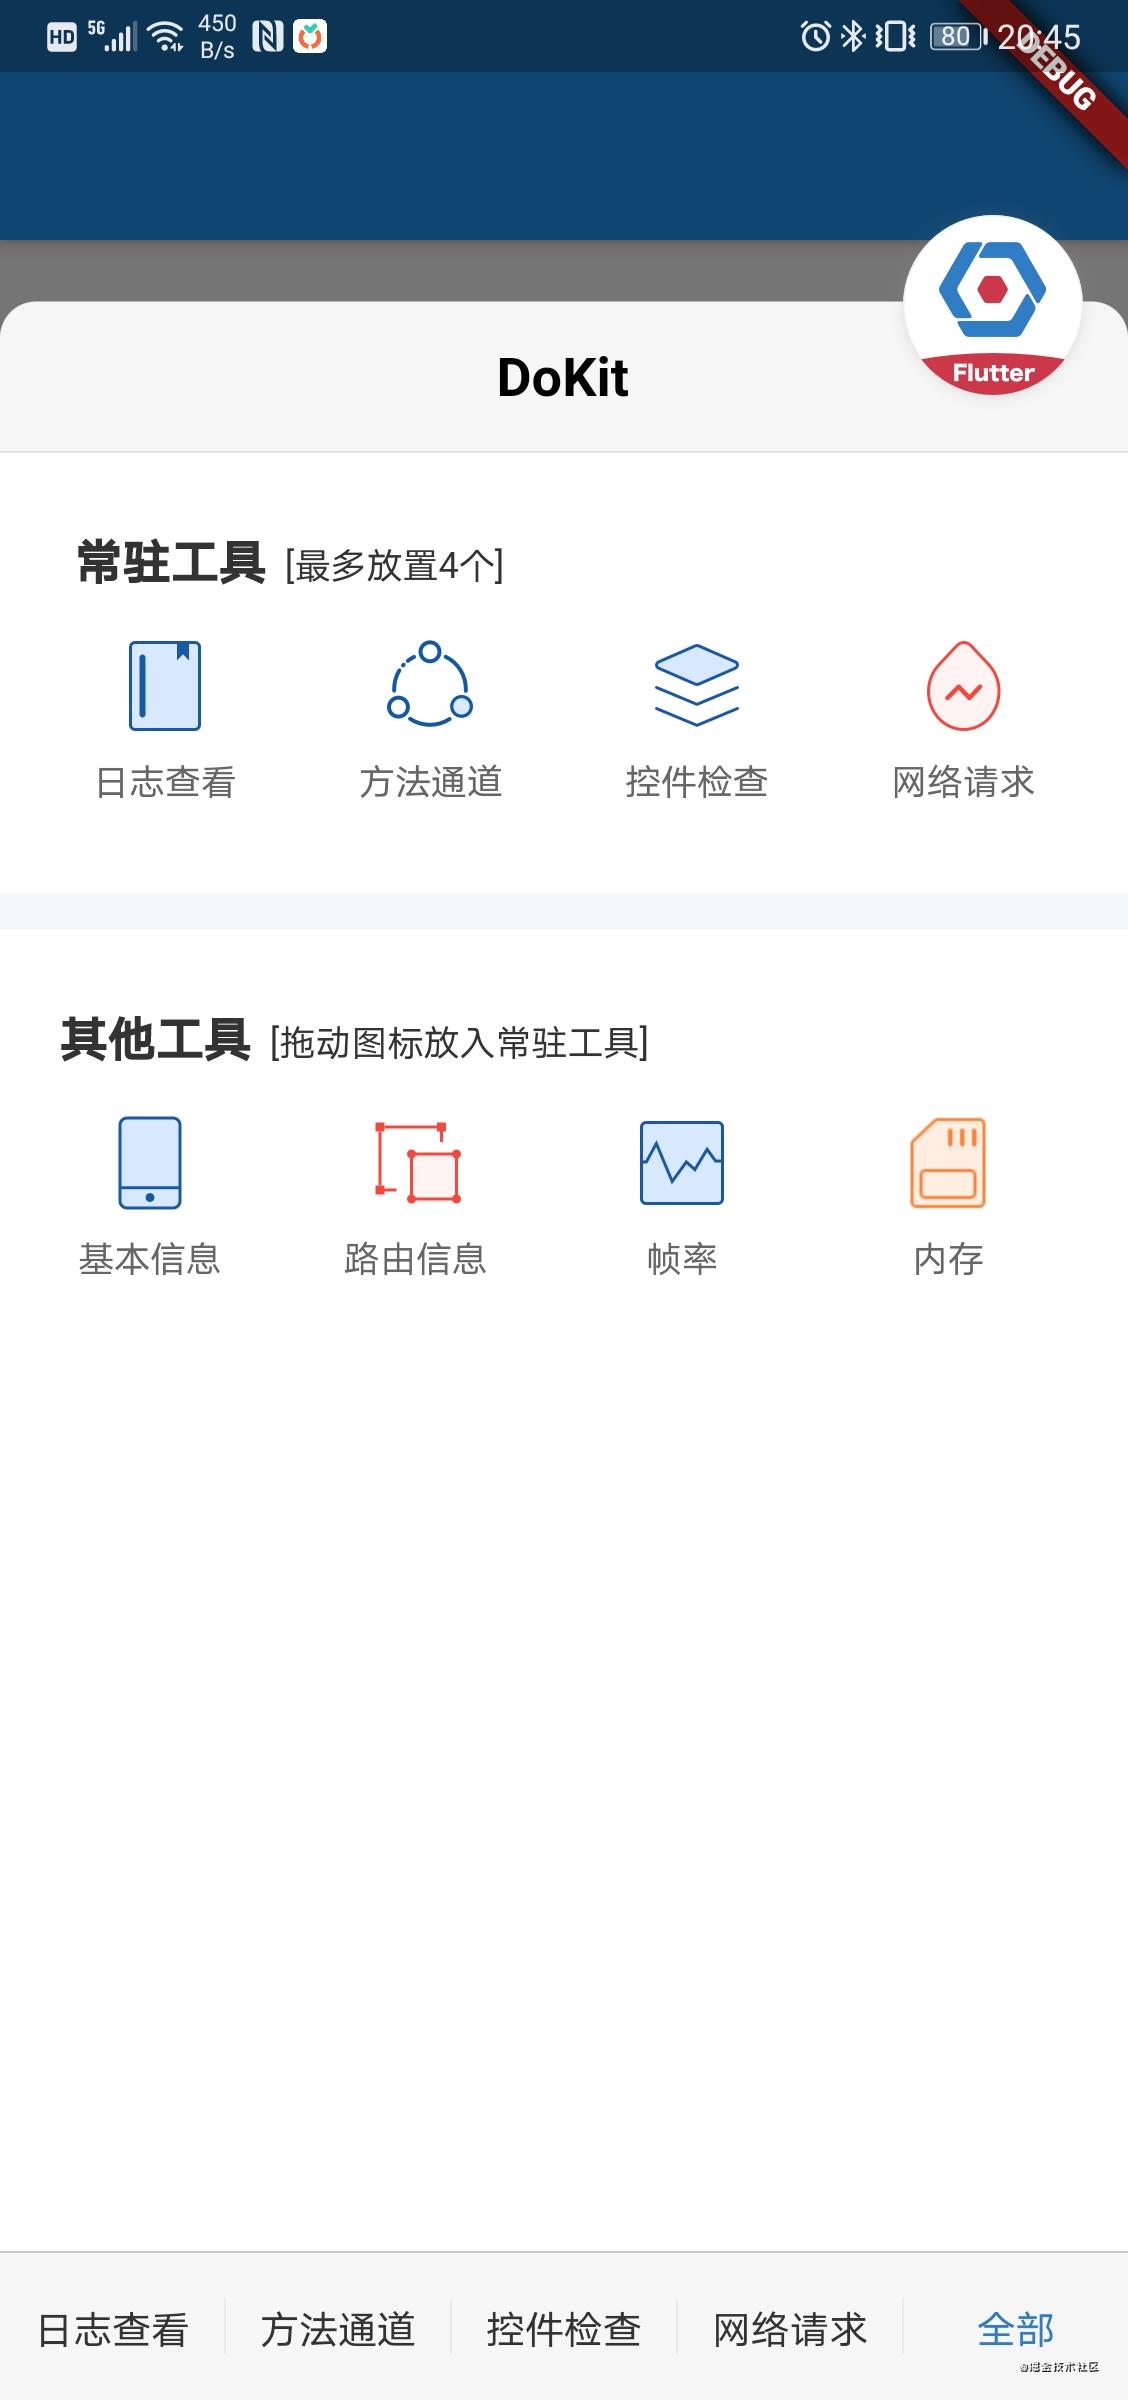 HD 5G 450 B/s 80 20:45
DEBUG
Flutter
DoKit
常驻工具 [最多放置4个]
日志查看 方法通道 控件检查 网络请求
其他工具 [拖动图标放入常驻工具]
基本信息 路由信息 帧率 内存
日志查看 方法通道 控件检查 网络请求 全部
@掘金技术社区